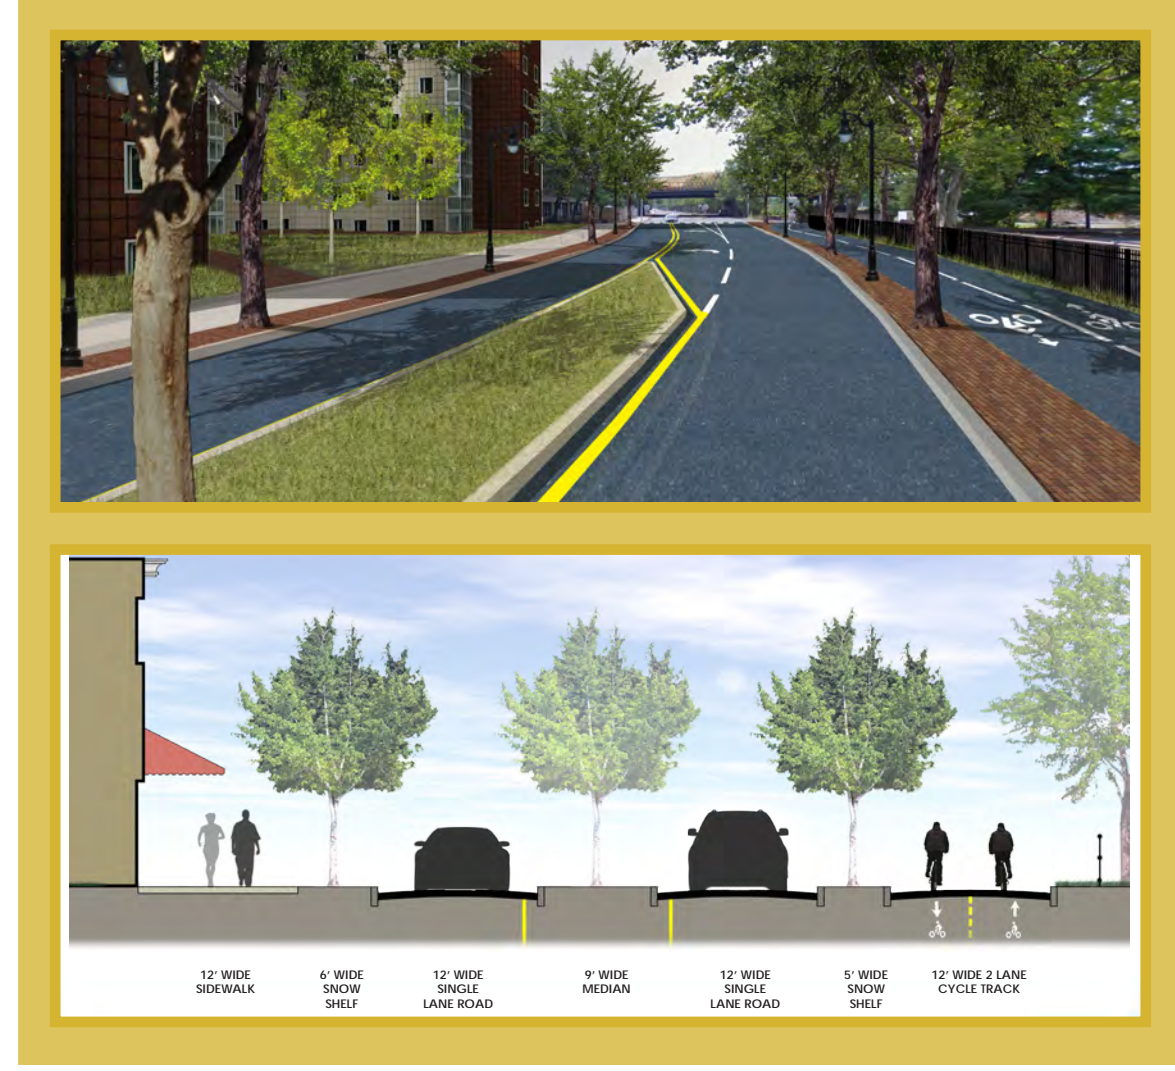 12' WIDE
SIDEWALK
6' WIDE
SNOW
SHELF
12' WIDE
SINGLE
LANE ROAD
9' WIDE
MEDIAN
12' WIDE
SINGLE
LANE ROAD
5' WIDE
SNOW
SHELF
12' WIDE 2 LANE
CYCLE TRACK